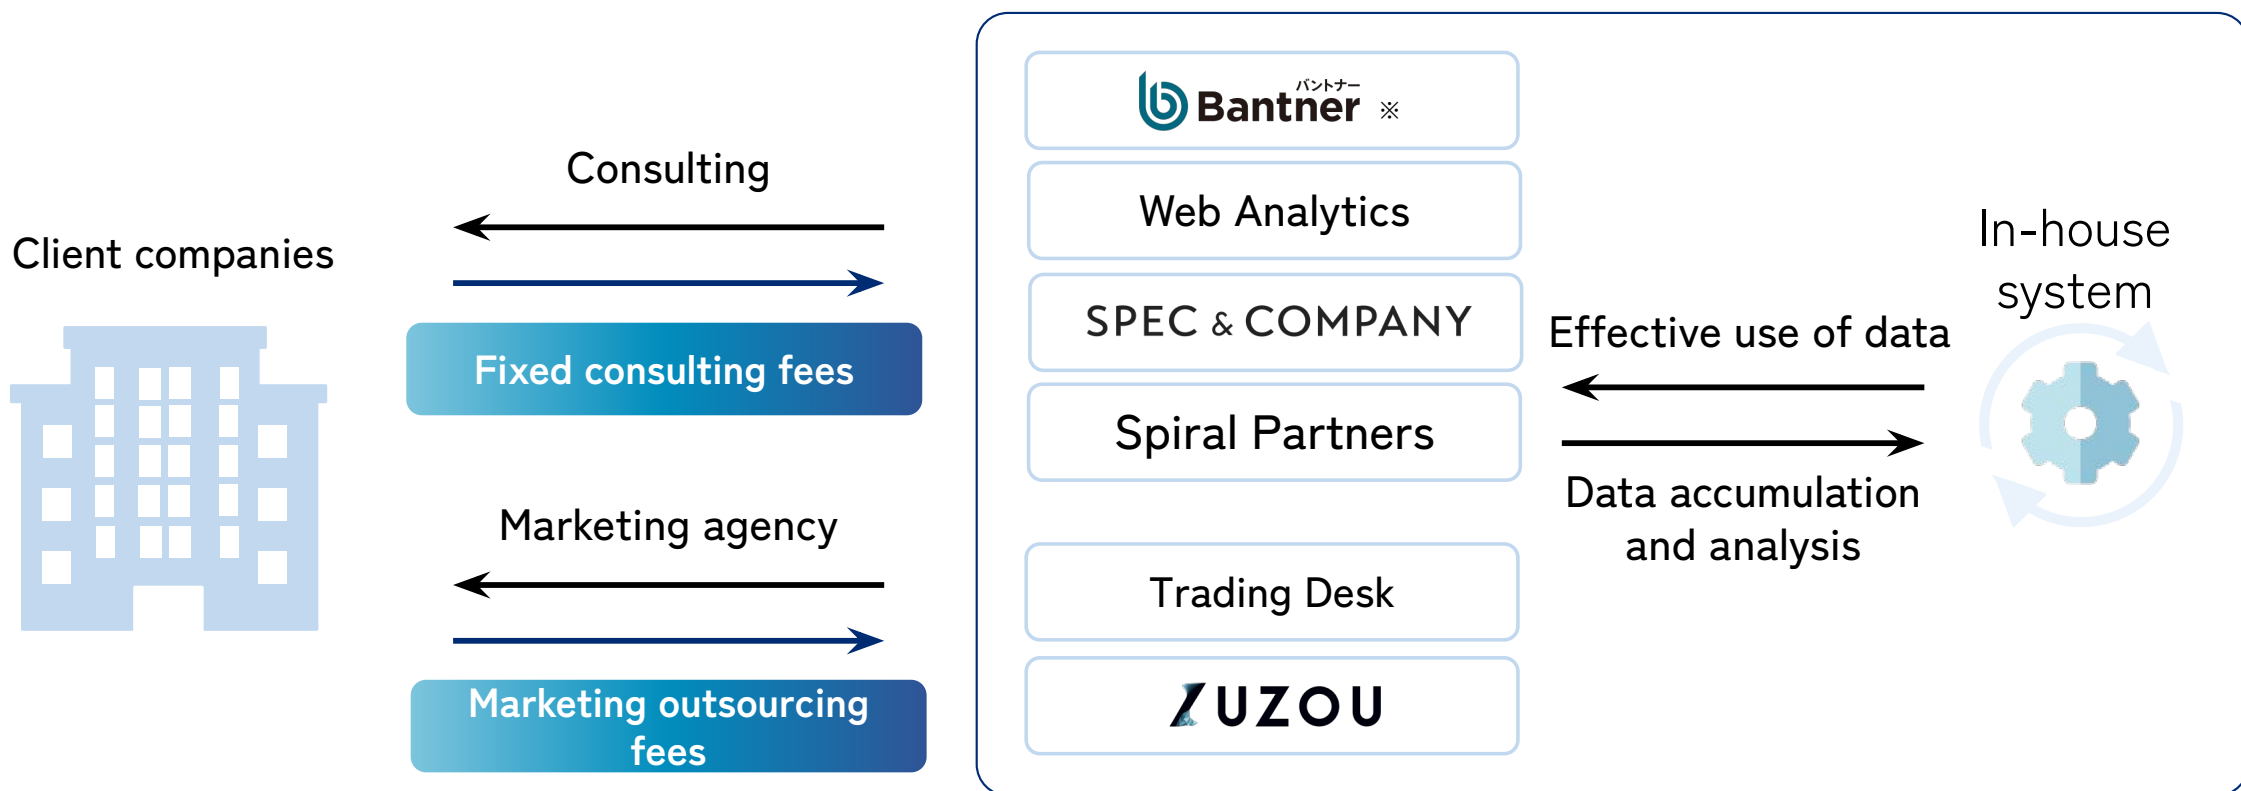 Client companies
Consulting
Fixed consulting fees
Marketing agency
Marketing outsourcing
fees
バントナー
Bantner ※
Web Analytics
SPEC & COMPANY
Spiral Partners
Trading Desk
ZUZOU
Effective use of data
Data accumulation
and analysis
In-house
system